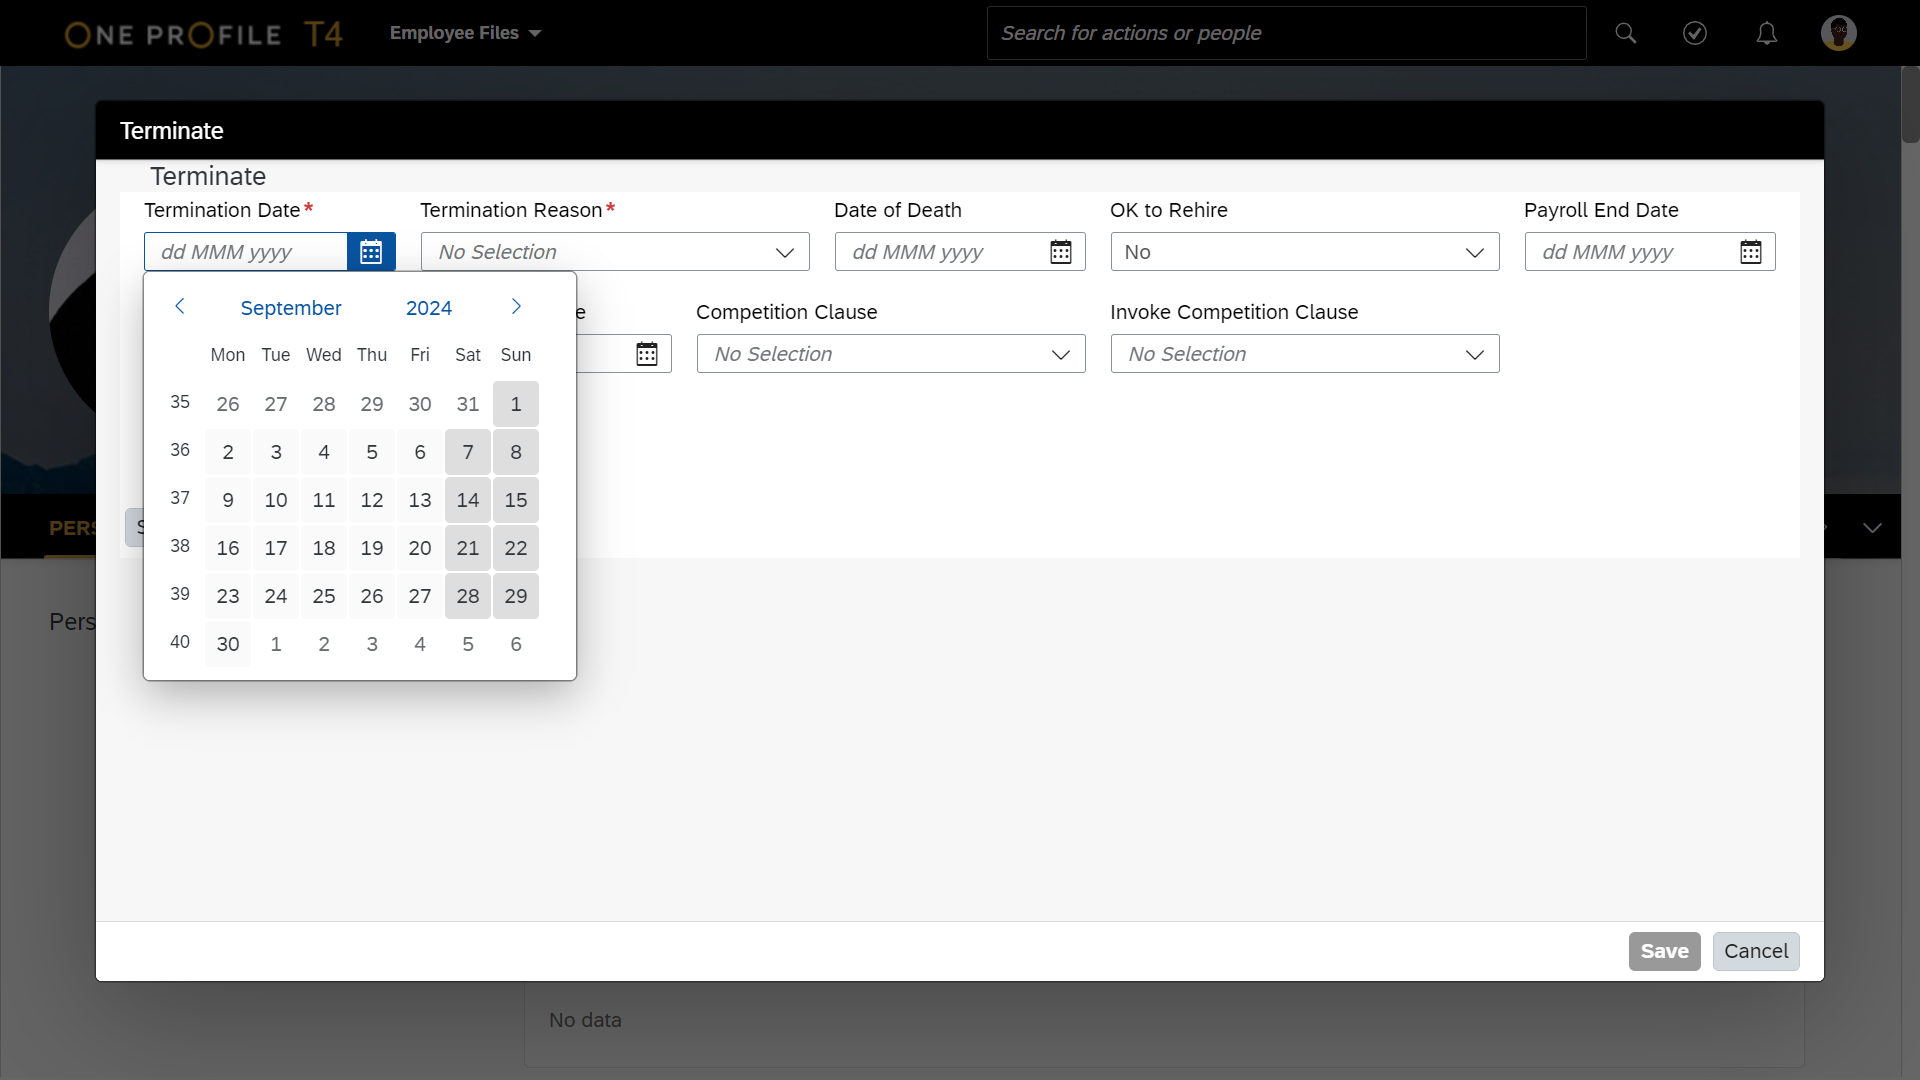 ONE PROFILE T4
Employee Files
Search for actions or people
Terminate
Terminate
Termination Date*
Termination Reason*
Date of Death
OK to Rehire
Payroll End Date
dd MMM yyyy
No Selection
dd MMM yyyy
No
dd MMM yyyy
September 2024
e
Competition Clause
Invoke Competition Clause
No Selection
No Selection
Mon Tue Wed Thu Fri Sat Sun
35 26 27 28 29 30 31 1
36 2 3 4 5 6 7 8
37 9 10 11 12 13 14 15
38 16 17 18 19 20 21 22
39 23 24 25 26 27 28 29
40 30 1 2 3 4 5 6
PERS
S
Pers
Save
Cancel
No data